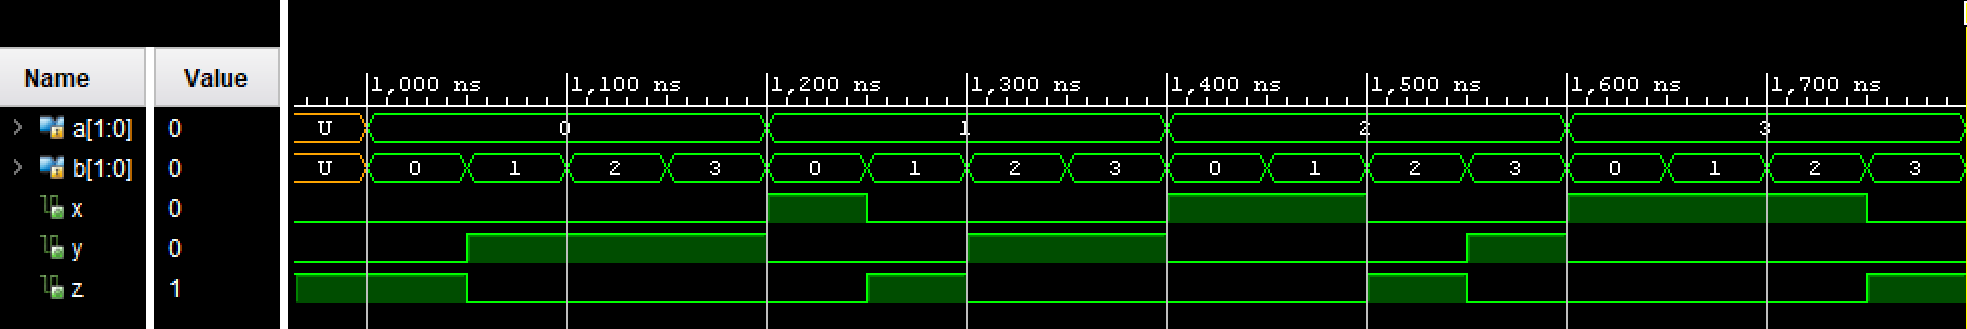 Name Value
1,000 ns 1,100 ns 1,200 ns 1,300 ns 1,400 ns 1,500 ns 1,600 ns 1,700 ns
a[1:0] 0 U 0 1 2 3
b[1:0] 0 U 0 1 2 3 0 1 2 3 0 1 2 3 0 1 2 3
x 0
y 0
z 1